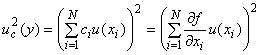 $u_c^2(y) = \left( \sum_{i=1}^{N} c_i u(x_i) \right)^2 = \left( \sum_{i=1}^{N} \frac{\partial f}{\partial x_i} u(x_i) \right)^2$